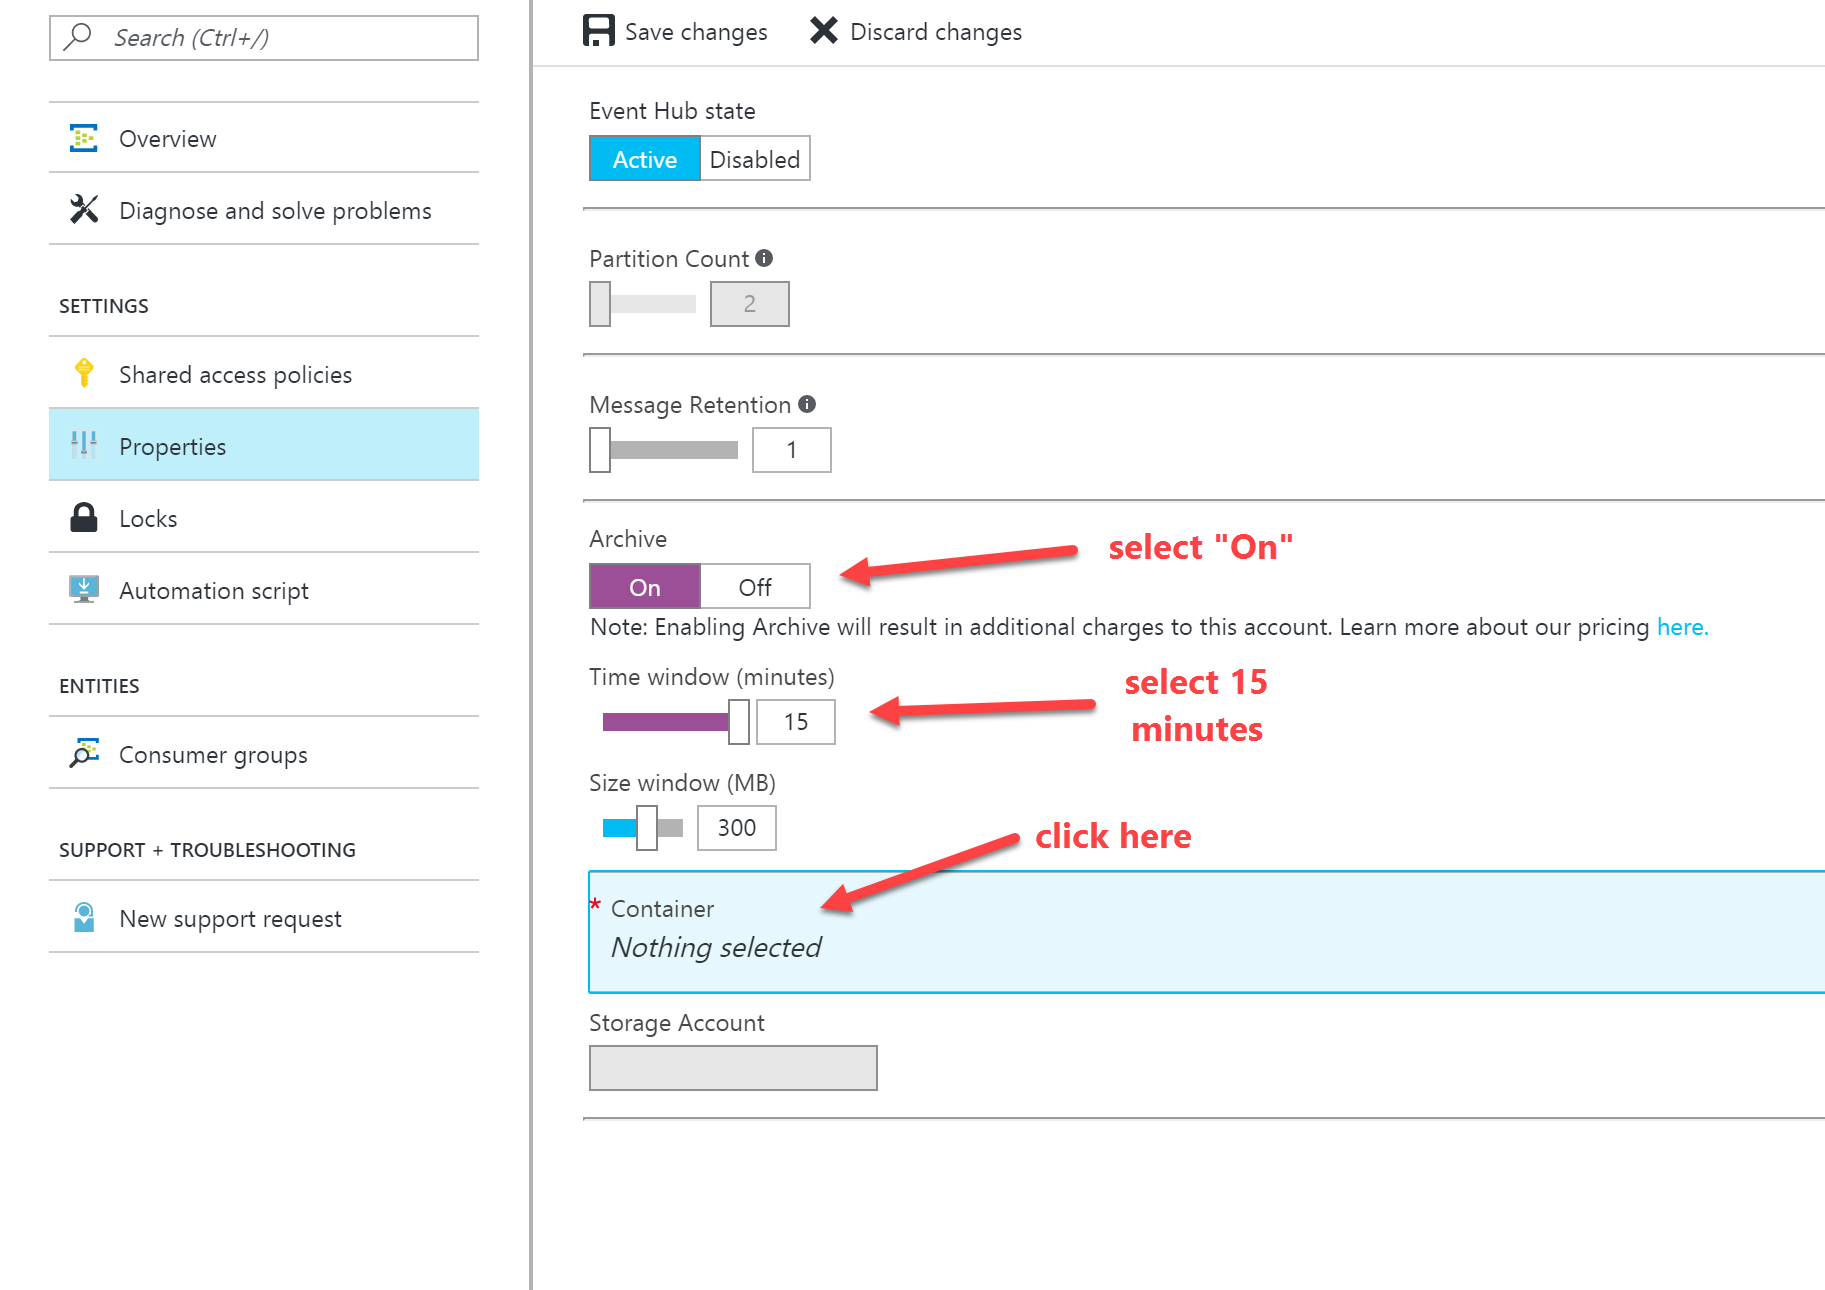 Search (Ctrl+/)
Overview
Diagnose and solve problems
SETTINGS
Shared access policies
Properties
Locks
Automation script
ENTITIES
Consumer groups
SUPPORT + TROUBLESHOOTING
New support request
Save changes
Discard changes
Event Hub state
Active
Disabled
Partition Count
2
Message Retention
1
Archive
On
Off
select "On"
Note: Enabling Archive will result in additional charges to this account. Learn more about our pricing here.
Time window (minutes)
15
select 15
minutes
Size window (MB)
300
click here
* Container
Nothing selected
Storage Account